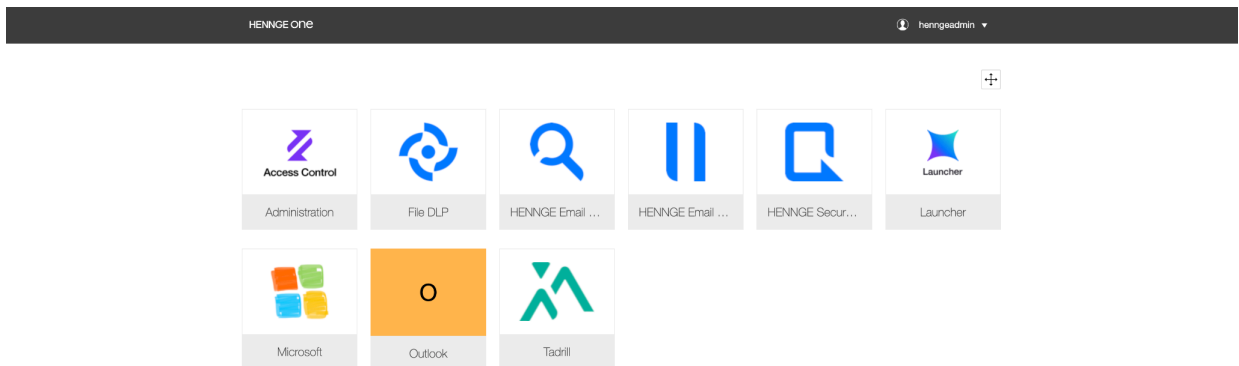 HENNGE one
henngeadmin
Access Control
Launcher
Administration
File DLP
HENNGE Email ...
HENNGE Email ...
HENNGE Secur...
Launcher
O
Microsoft
Outlook
Tadrill